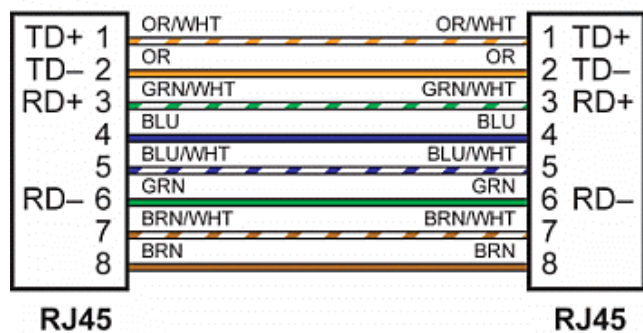 OR/WHT OR/WHT
TD+ 1 1 TD+
OR OR
TD– 2 2 TD–
GRN/WHT GRN/WHT
RD+ 3 3 RD+
BLU BLU
4 4
BLU/WHT BLU/WHT
5 5
GRN GRN
RD– 6 6 RD–
BRN/WHT BRN/WHT
7 7
BRN BRN
8 8
RJ45 RJ45